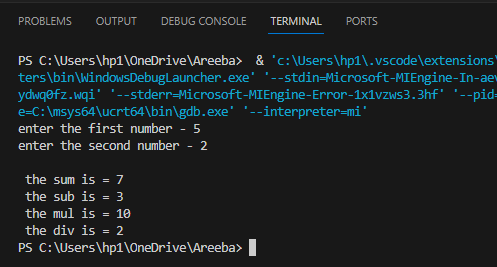 PROBLEMS OUTPUT DEBUG CONSOLE TERMINAL PORTS
PS C:\Users\hp1\OneDrive\Areeba>  & 'c:\Users\hp1\.vscode\extensions\
ters\bin\WindowsDebugLauncher.exe' '--stdin=Microsoft-MIEngine-In-aev
ydwq0fz.wqi' '--stderr=Microsoft-MIEngine-Error-1x1vzws3.3hf' '--pid=
e=C:\msys64\ucrt64\bin\gdb.exe' '--interpreter=mi'
enter the first number - 5
enter the second number - 2
the sum is = 7
the sub is = 3
the mul is = 10
the div is = 2
PS C:\Users\hp1\OneDrive\Areeba>